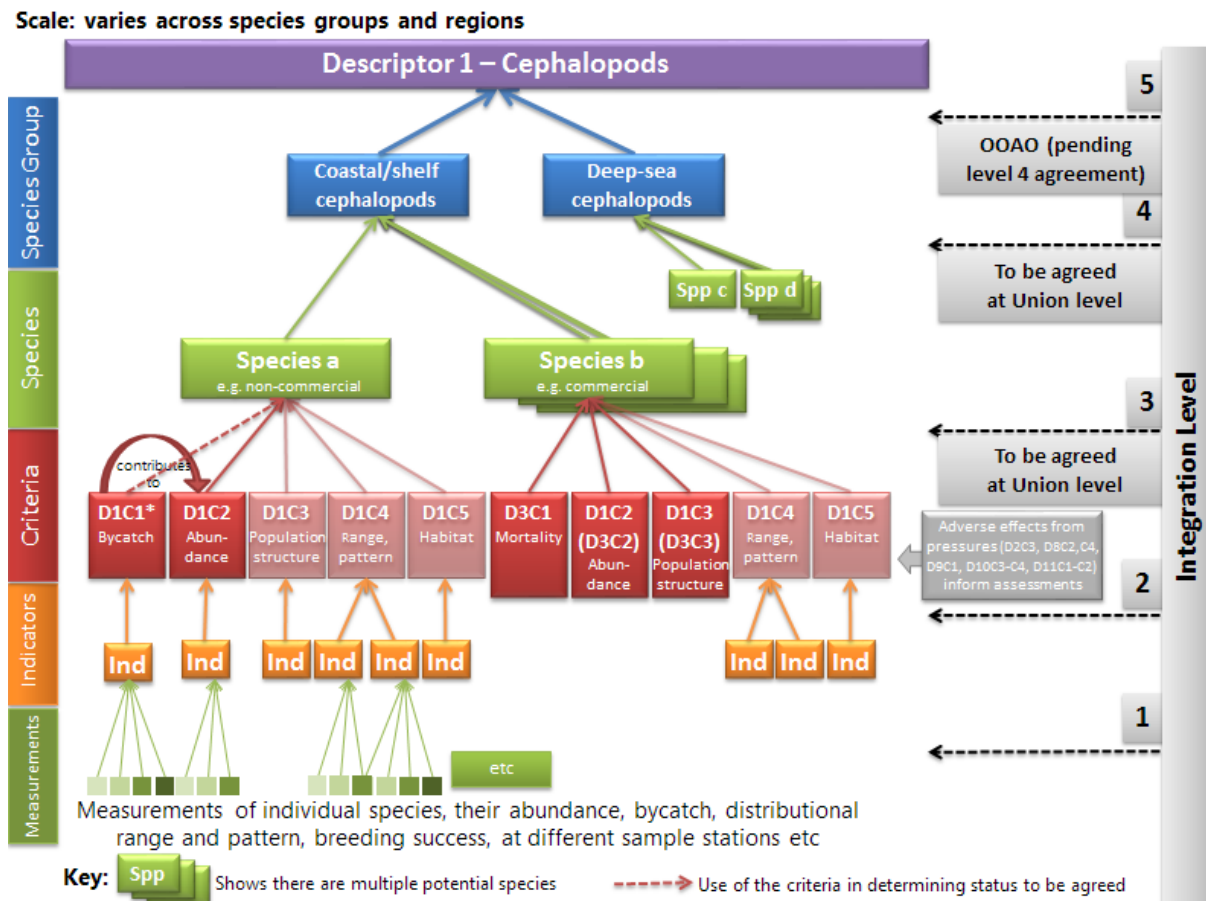 Scale: varies across species groups and regions
Descriptor 1 – Cephalopods
5
OOAO (pending
level 4 agreement)
Species Group
Coastal/shelf
cephalopods
Deep-sea
cephalopods
4
To be agreed
at Union level
Spp c
Spp d
Species
Species a
e.g. non-commercial
Species b
e.g. commercial
3
To be agreed
at Union level
Integration Level
Criteria
contributes
to
D1C1*
Bycatch
D1C2
Abun-
dance
D1C3
Population
structure
D1C4
Range,
pattern
D1C5
Habitat
D3C1
Mortality
D1C2
(D3C2)
Abun-
dance
D1C3
(D3C3)
Population
structure
D1C4
Range,
pattern
D1C5
Habitat
Adverse effects from
pressures (D2C3, D8C2,C4,
D9C1, D10C3-C4, D11C1-C2)
inform assessments
2
Indicators
Ind
Ind
Ind
Ind
Ind
Ind
Ind
Ind
Ind
1
Measurements
etc
Measurements of individual species, their abundance, bycatch, distributional
range and pattern, breeding success, at different sample stations etc
Key:
Spp
Shows there are multiple potential species
Use of the criteria in determining status to be agreed